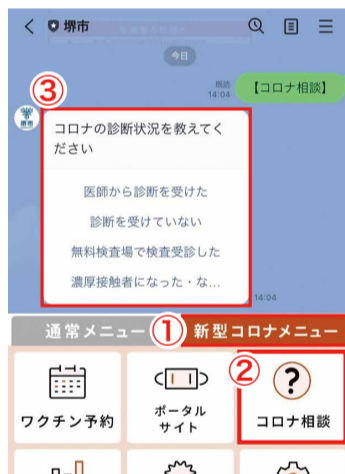 堺市
今日
③
既読
14:04
【コロナ相談】
堺市
コロナの診断状況を教えてく
ださい
医師から診断を受けた
診断を受けていない
無料検査場で検査受診した
濃厚接触者になった・な...
14:04
通常メニュー
①
新型コロナメニュー
②
ワクチン予約
ポータル
サイト
?
コロナ相談